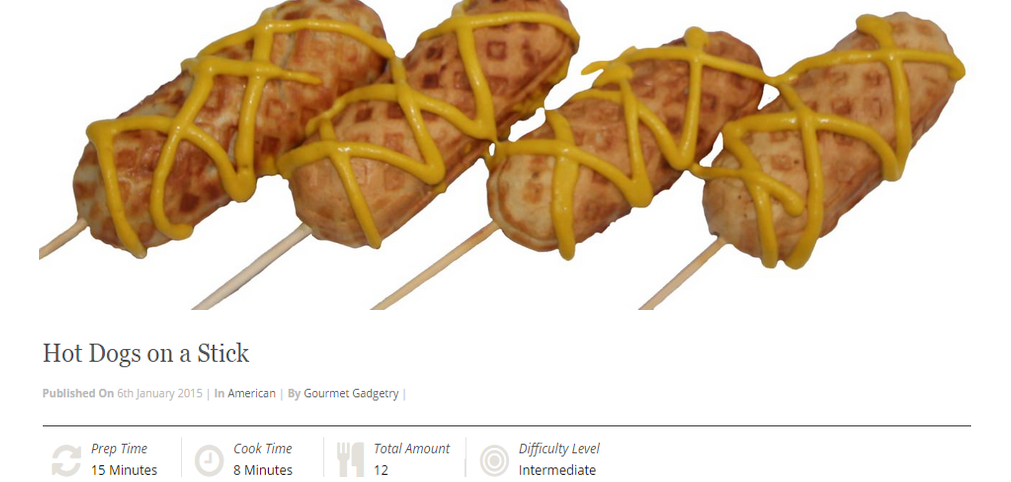 Hot Dogs on a Stick
Published On 6th January 2015 | In American | By Gourmet Gadgetry |
Prep Time
15 Minutes
Cook Time
8 Minutes
Total Amount
12
Difficulty Level
Intermediate